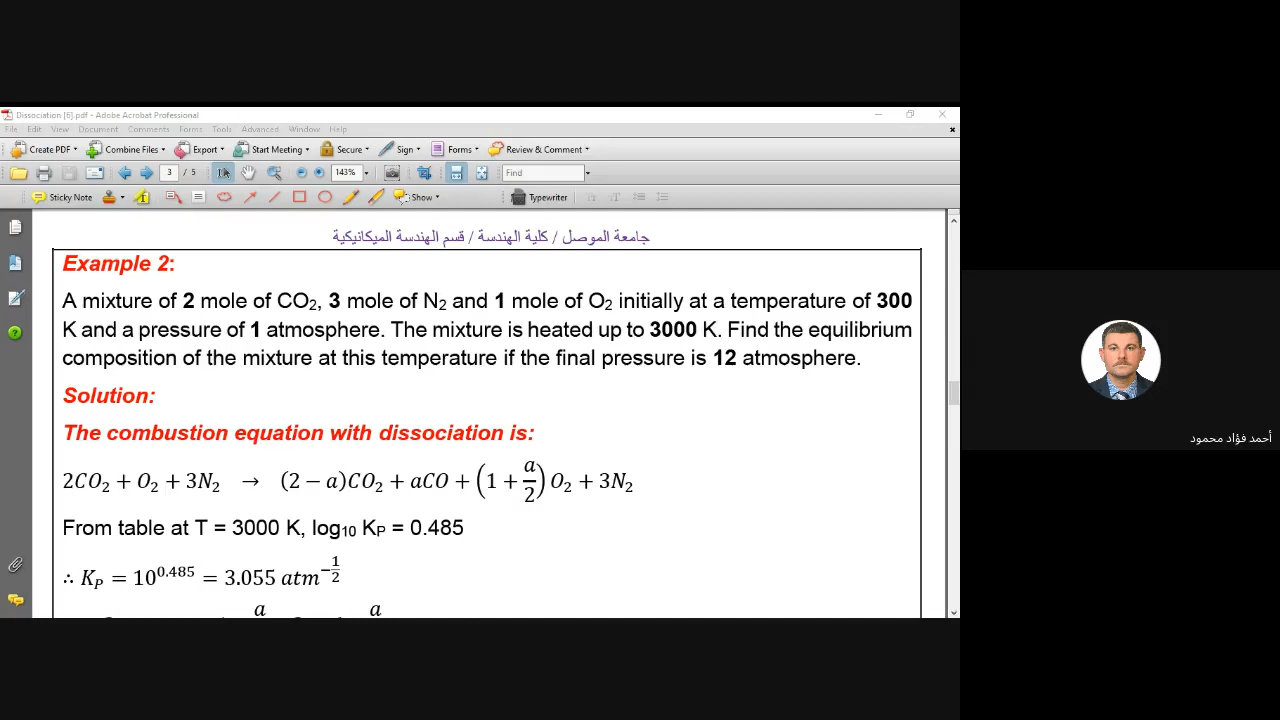 Dissociation [6].pdf - Adobe Acrobat Professional
File Edit View Document Comments Forms Tools Advanced Window Help
Create PDF Combine Files Export Start Meeting Secure Sign Forms Review & Comment
3 / 5 143% Find
Sticky Note Show Typewriter
جامعة الموصل / كلية الهندسة / قسم الهندسة الميكانيكية
Example 2:
A mixture of 2 mole of CO₂, 3 mole of N₂ and 1 mole of O₂ initially at a temperature of 300
K and a pressure of 1 atmosphere. The mixture is heated up to 3000 K. Find the equilibrium
composition of the mixture at this temperature if the final pressure is 12 atmosphere.
Solution:
The combustion equation with dissociation is:
2CO₂ + O₂ + 3N₂ → (2 − a)CO₂ + aCO + (1 + a/2) O₂ + 3N₂
From table at T = 3000 K, log₁₀ Kₚ = 0.485
∴ K_P = 10^0.485 = 3.055 atm^−1/2
a a
أحمد فؤاد محمود